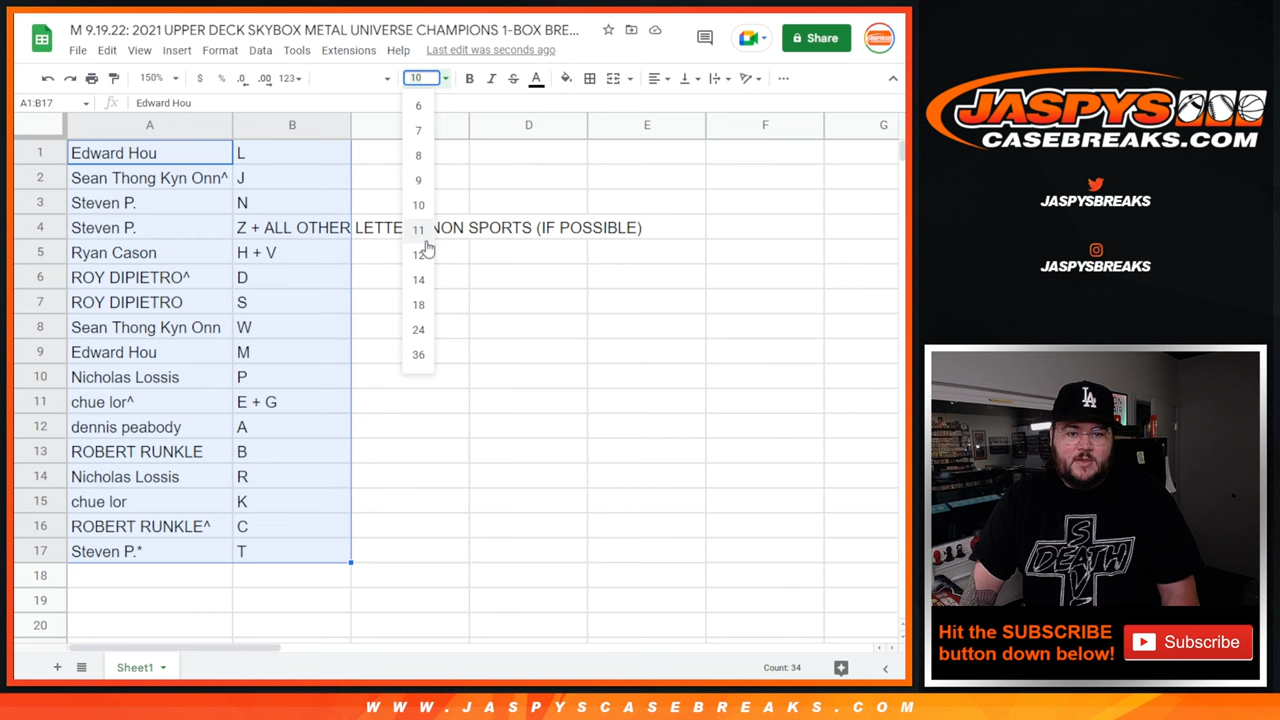 M 9.19.22: 2021 UPPER DECK SKYBOX METAL UNIVERSE CHAMPIONS 1-BOX BRE...
File Edit View Format Data Tools Extensions Help Last edit was seconds ago
Share
150% $ % .0 .00 123 10 B I S A
A1:B17 fx Edward Hou
A B D E F G
1 Edward Hou L
2 Sean Thong Kyn Onn^ J
3 Steven P. N
4 Steven P. Z + ALL OTHER LETTE NON SPORTS (IF POSSIBLE)
5 Ryan Cason H + V
6 ROY DIPIETRO^ D
7 ROY DIPIETRO S
8 Sean Thong Kyn Onn W
9 Edward Hou M
10 Nicholas Lossis P
11 chue lor^ E + G
12 dennis peabody A
13 ROBERT RUNKLE B
14 Nicholas Lossis R
15 chue lor K
16 ROBERT RUNKLE^ C
17 Steven P.* T
18
19
20
6
7
8
9
10
11
12
14
18
24
36
+ Sheet1 Count: 34
JASPYS
CASEBREAKS.COM
JASPYSBREAKS
JASPYSBREAKS
LA
DEATH
SAVE
Hit the SUBSCRIBE
button down below!
Subscribe
WWW.JASPYSCASEBREAKS.COM